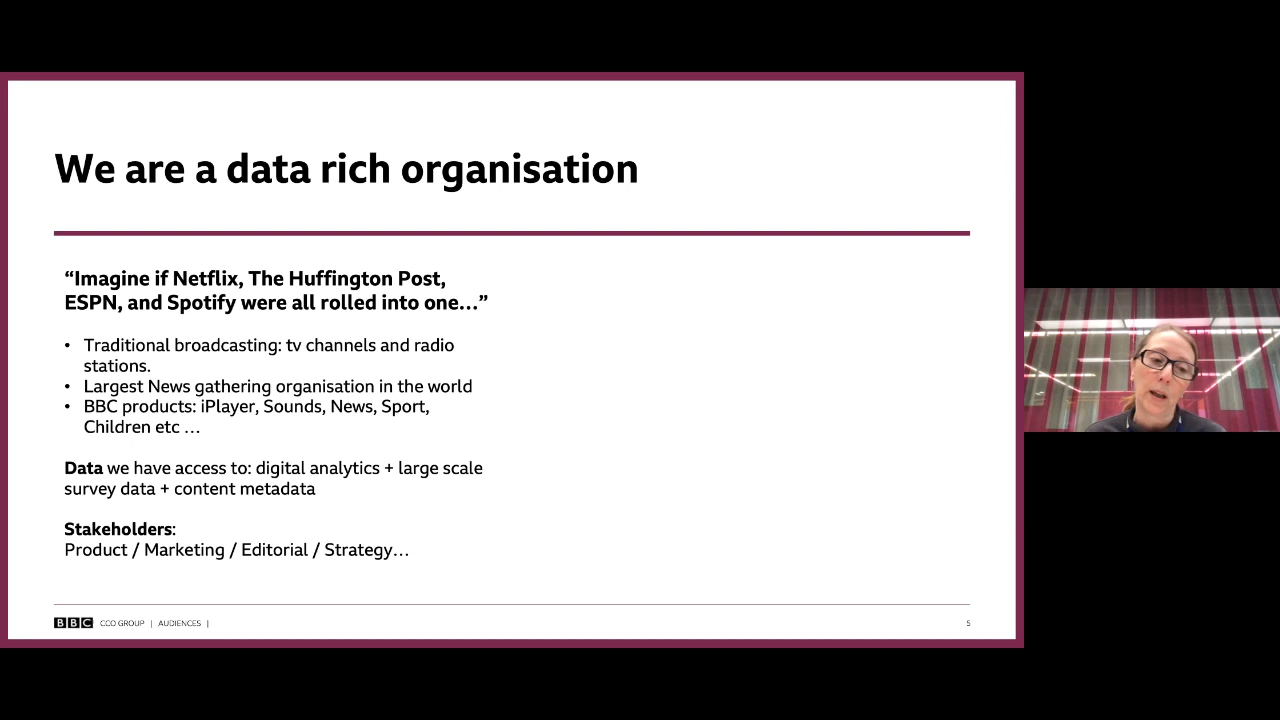 We are a data rich organisation
“Imagine if Netflix, The Huffington Post,
ESPN, and Spotify were all rolled into one…”
• Traditional broadcasting: tv channels and radio
stations.
• Largest News gathering organisation in the world
• BBC products: iPlayer, Sounds, News, Sport,
Children etc …
Data we have access to: digital analytics + large scale
survey data + content metadata
Stakeholders:
Product / Marketing / Editorial / Strategy…
BBC CCO GROUP | AUDIENCES | 5